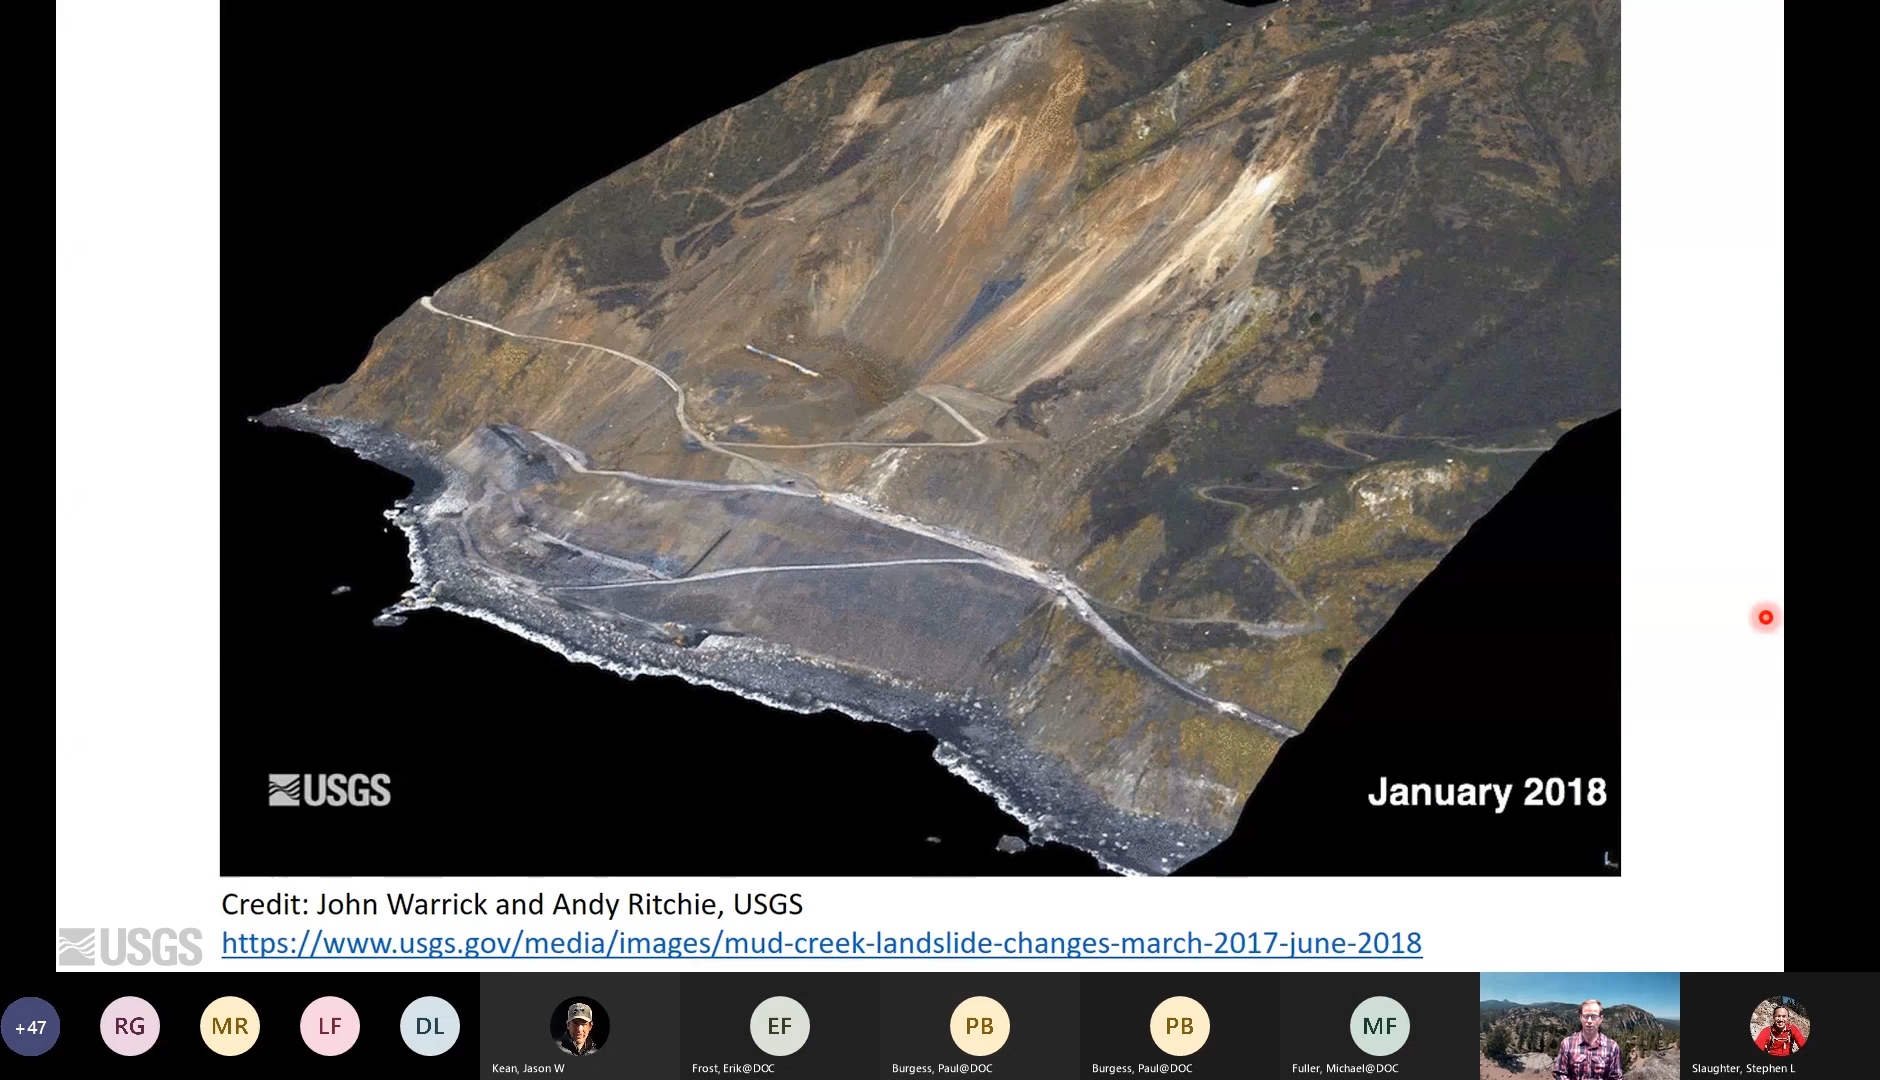 USGS
January 2018
Credit: John Warrick and Andy Ritchie, USGS
https://www.usgs.gov/media/images/mud-creek-landslide-changes-march-2017-june-2018
USGS
+47
RG
MR
LF
DL
Kean, Jason W
EF
Frost, Erik@DOC
PB
Burgess, Paul@DOC
PB
Burgess, Paul@DOC
MF
Fuller, Michael@DOC
Slaughter, Stephen L